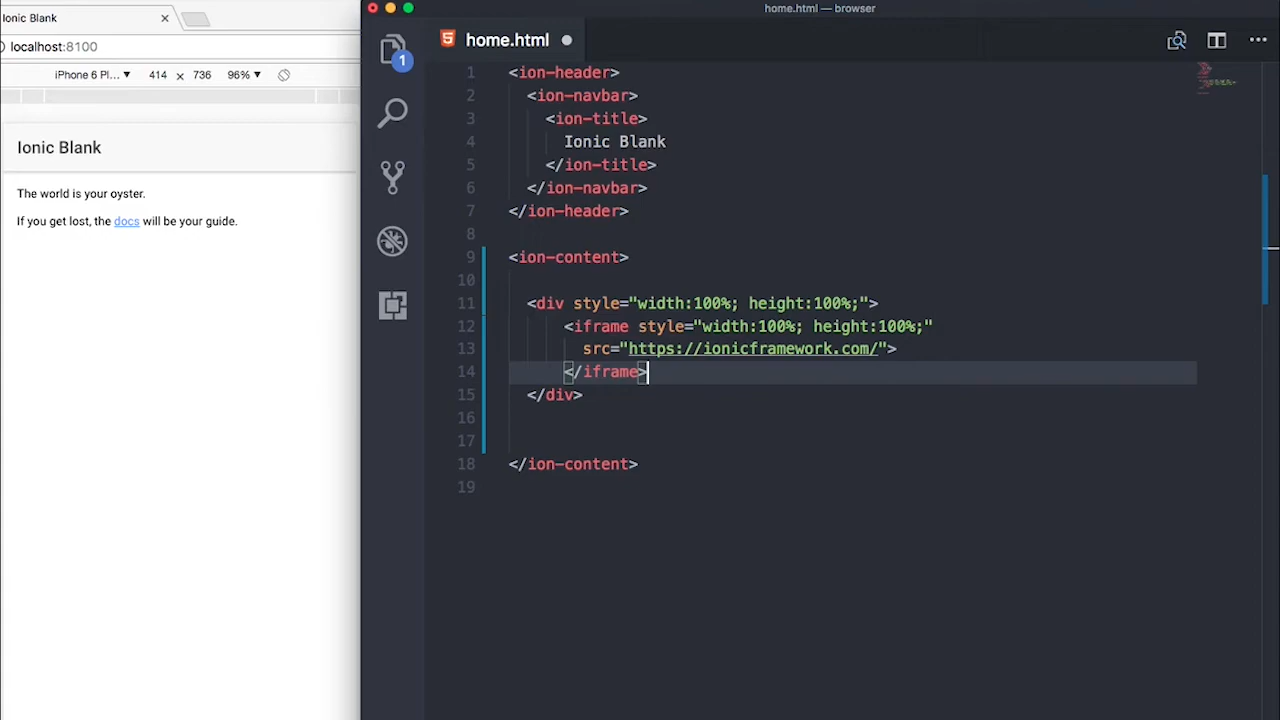 Ionic Blank
localhost:8100
iPhone 6 Pl... ▼ 414 × 736 96% ▼
Ionic Blank
The world is your oyster.
If you get lost, the docs will be your guide.
home.html — browser
home.html
1
1 <ion-header>
2 <ion-navbar>
3 <ion-title>
4 Ionic Blank
5 </ion-title>
6 </ion-navbar>
7 </ion-header>
8
9 <ion-content>
10
11 <div style="width:100%; height:100%;">
12 <iframe style="width:100%; height:100%;"
13 src="https://ionicframework.com/">
14 </iframe>
15 </div>
16
17
18 </ion-content>
19